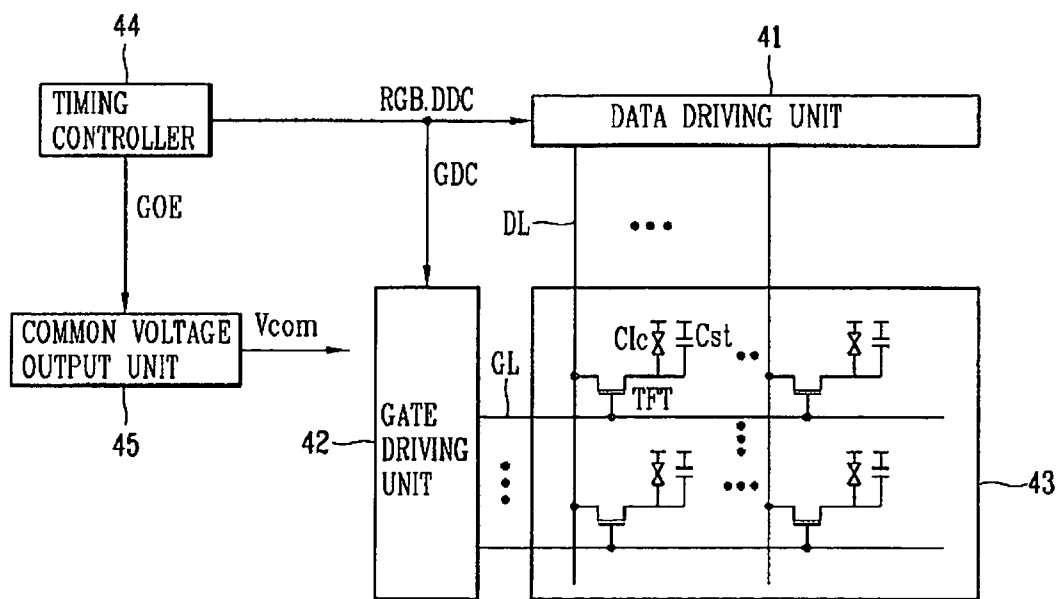 44
41
TIMING
CONTROLLER
RGB.DDC
DATA DRIVING UNIT
GDC
GOE
DL
COMMON VOLTAGE
OUTPUT UNIT
Vcom
Clc
Cst
GL
TFT
45
42
GATE
DRIVING
UNIT
43